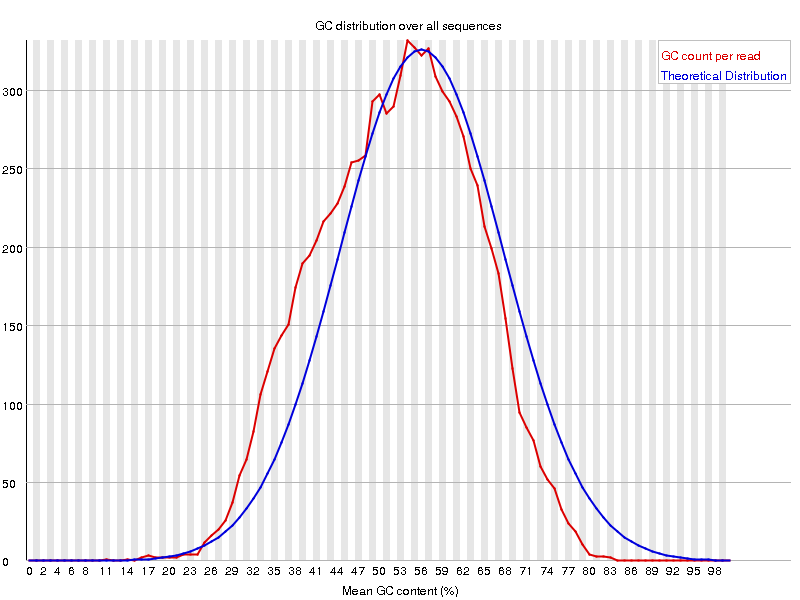 GC distribution over all sequences
GC count per read
Theoretical Distribution
300
250
200
150
100
50
0
0 2 4 6 8 11 14 17 20 23 26 29 32 35 38 41 44 47 50 53 56 59 62 65 68 71 74 77 80 83 86 89 92 95 98
Mean GC content (%)